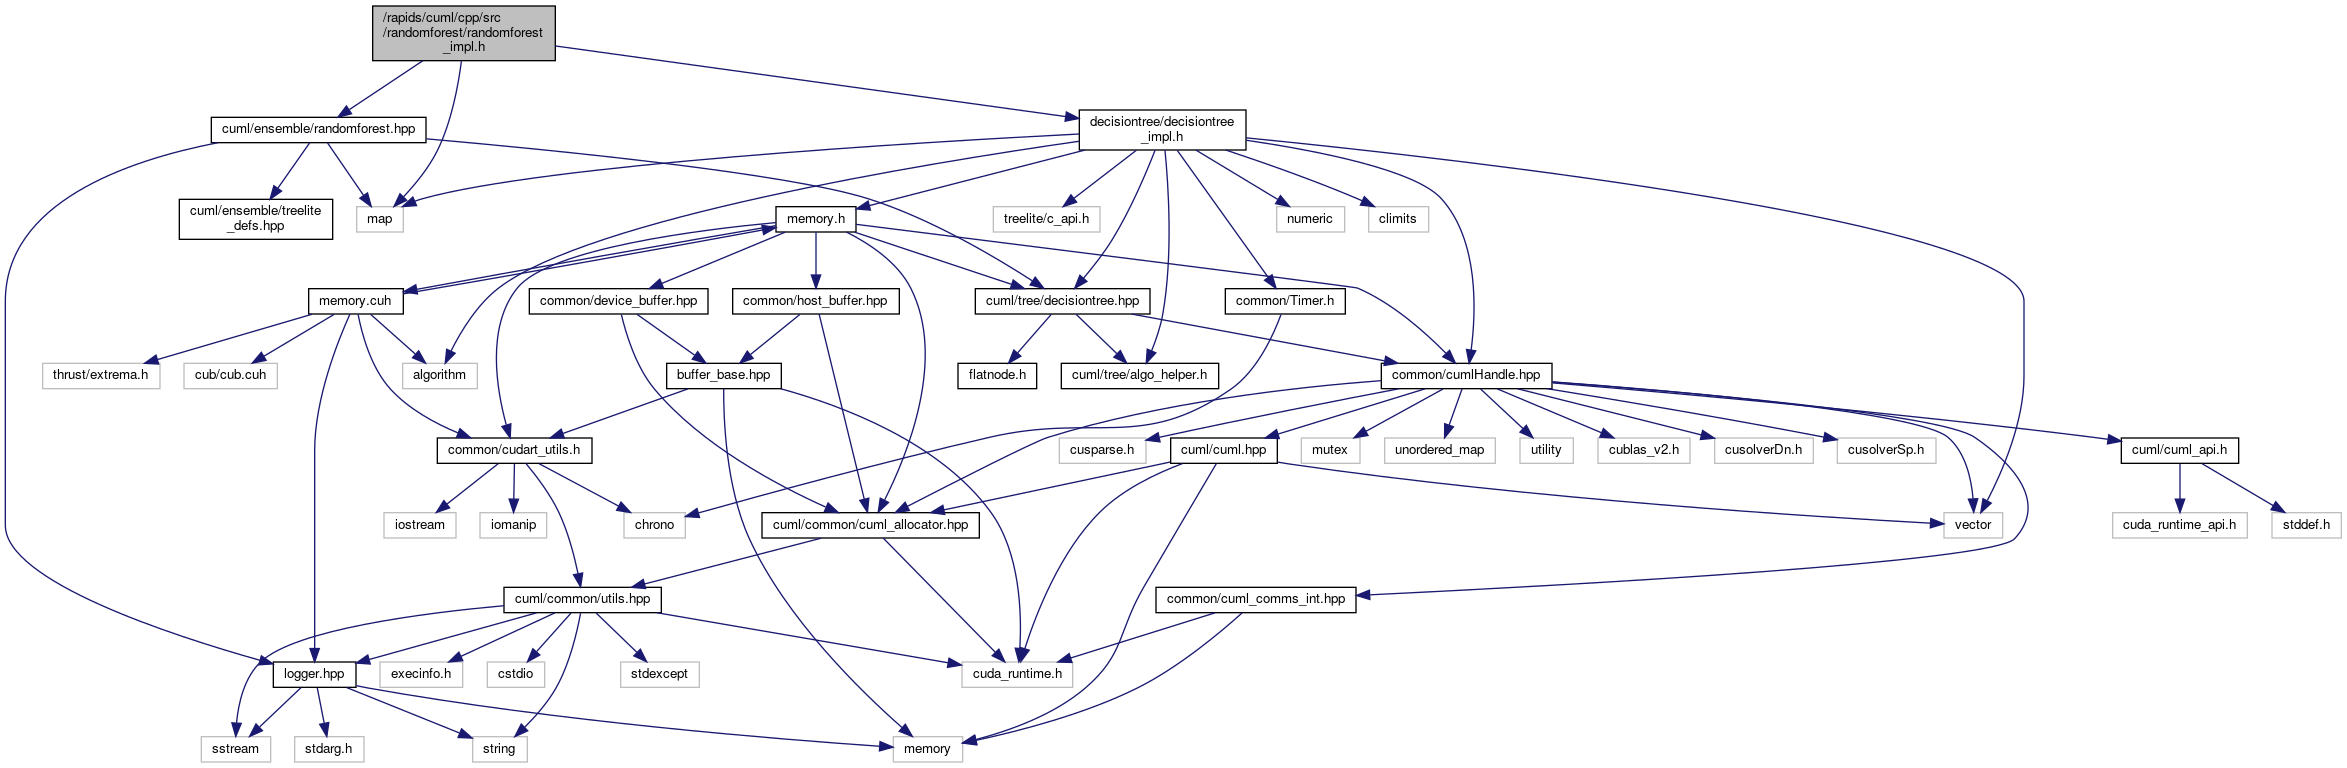 /rapids/cuml/cpp/src
/randomforest/randomforest
_impl.h
cuml/ensemble/randomforest.hpp
decisiontree/decisiontree
_impl.h
cuml/ensemble/treelite
_defs.hpp
map
memory.h
treelite/c_api.h
numeric
climits
memory.cuh
common/device_buffer.hpp
common/host_buffer.hpp
cuml/tree/decisiontree.hpp
common/Timer.h
thrust/extrema.h
cub/cub.cuh
algorithm
buffer_base.hpp
flatnode.h
cuml/tree/algo_helper.h
common/cumlHandle.hpp
common/cudart_utils.h
cusparse.h
cuml/cuml.hpp
mutex
unordered_map
utility
cublas_v2.h
cusolverDn.h
cusolverSp.h
cuml/cuml_api.h
iostream
iomanip
chrono
cuml/common/cuml_allocator.hpp
vector
cuda_runtime_api.h
stddef.h
cuml/common/utils.hpp
common/cuml_comms_int.hpp
logger.hpp
execinfo.h
cstdio
stdexcept
cuda_runtime.h
sstream
stdarg.h
string
memory